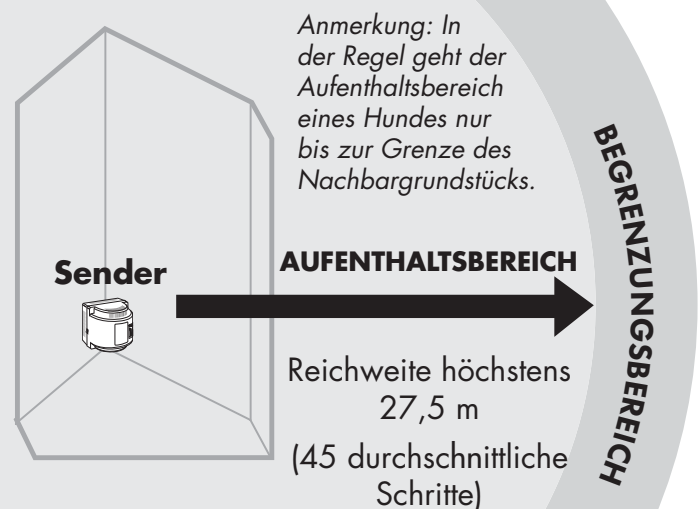 Anmerkung: In
der Regel geht der
Aufenthaltsbereich
eines Hundes nur
bis zur Grenze des
Nachbargrundstücks.
Sender
AUFENTHALTSBEREICH
BEGRENZUNGSBEREICH
Reichweite höchstens
27,5 m
(45 durchschnittliche
Schritte)